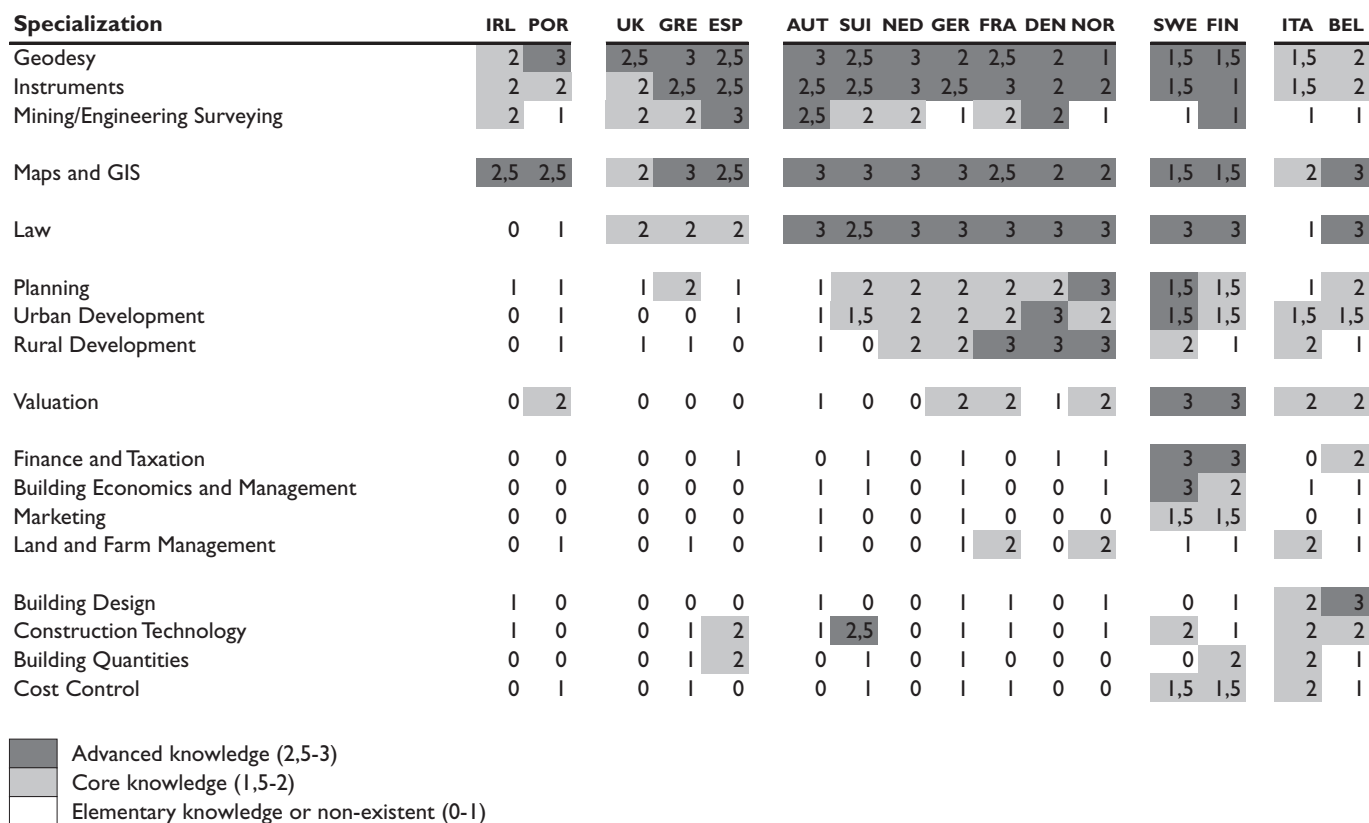 Specialization IRL POR UK GRE ESP AUT SUI NED GER FRA DEN NOR SWE FIN ITA BEL
Geodesy 2 3 2,5 3 2,5 3 2,5 3 2 2,5 2 1 1,5 1,5 1,5 2
Instruments 2 2 2 2,5 2,5 2,5 2,5 3 2,5 3 2 2 1,5 1 1,5 2
Mining/Engineering Surveying 2 1 2 2 3 2,5 2 2 1 2 2 1 1 1 1 1
Maps and GIS 2,5 2,5 2 3 2,5 3 3 3 3 2,5 2 2 1,5 1,5 2 3
Law 0 1 2 2 2 3 2,5 3 3 3 3 3 3 3 1 3
Planning 1 1 1 2 1 1 2 2 2 2 2 3 1,5 1,5 1 2
Urban Development 0 1 0 0 1 1 1,5 2 2 2 3 2 1,5 1,5 1,5 1,5
Rural Development 0 1 1 1 0 1 0 2 2 3 3 3 2 1 2 1
Valuation 0 2 0 0 0 1 0 0 2 2 1 2 3 3 2 2
Finance and Taxation 0 0 0 0 1 0 1 0 1 0 1 1 3 3 0 2
Building Economics and Management 0 0 0 0 0 1 1 0 1 0 0 1 3 2 1 1
Marketing 0 0 0 0 0 1 0 0 1 0 0 0 1,5 1,5 0 1
Land and Farm Management 0 1 0 1 0 1 0 0 1 2 0 2 1 1 2 1
Building Design 1 0 0 0 0 1 0 0 1 1 0 1 0 1 2 3
Construction Technology 1 0 0 1 2 1 2,5 0 1 1 0 1 2 1 2 2
Building Quantities 0 0 0 1 2 0 1 0 1 0 0 0 0 2 2 1
Cost Control 0 1 0 1 0 0 1 0 1 1 0 0 1,5 1,5 2 1
Advanced knowledge (2,5-3)
Core knowledge (1,5-2)
Elementary knowledge or non-existent (0-1)